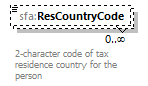 sfa:ResCountryCode
0..∞
2-character code of tax
residence country for the
person